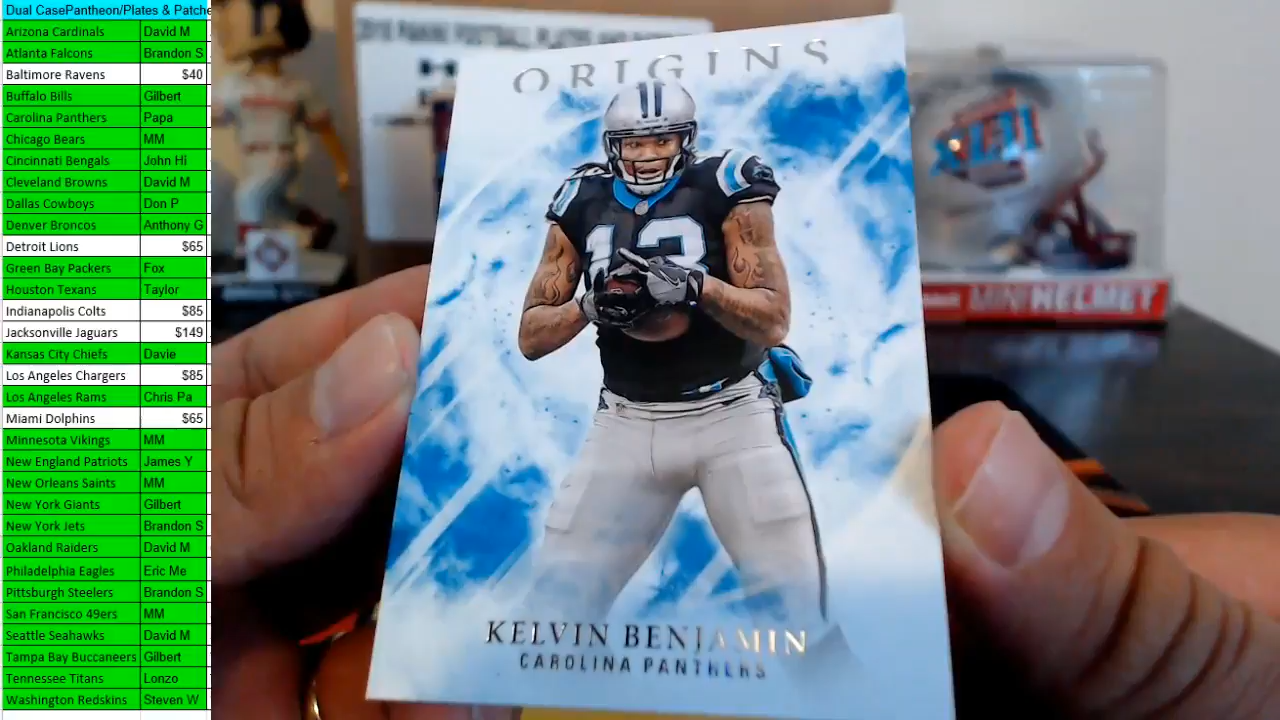 Dual CasePantheon/Plates & Patche
Arizona Cardinals David M
Atlanta Falcons Brandon S
Baltimore Ravens $40
Buffalo Bills Gilbert
Carolina Panthers Papa
Chicago Bears MM
Cincinnati Bengals John Hi
Cleveland Browns David M
Dallas Cowboys Don P
Denver Broncos Anthony G
Detroit Lions $65
Green Bay Packers Fox
Houston Texans Taylor
Indianapolis Colts $85
Jacksonville Jaguars $149
Kansas City Chiefs Davie
Los Angeles Chargers $85
Los Angeles Rams Chris Pa
Miami Dolphins $65
Minnesota Vikings MM
New England Patriots James Y
New Orleans Saints MM
New York Giants Gilbert
New York Jets Brandon S
Oakland Raiders David M
Philadelphia Eagles Eric Me
Pittsburgh Steelers Brandon S
San Francisco 49ers MM
Seattle Seahawks David M
Tampa Bay Buccaneers Gilbert
Tennessee Titans Lonzo
Washington Redskins Steven W
ORIGINS
13
KELVIN BENJAMIN
CAROLINA PANTHERS
XLII
MINI HELMET